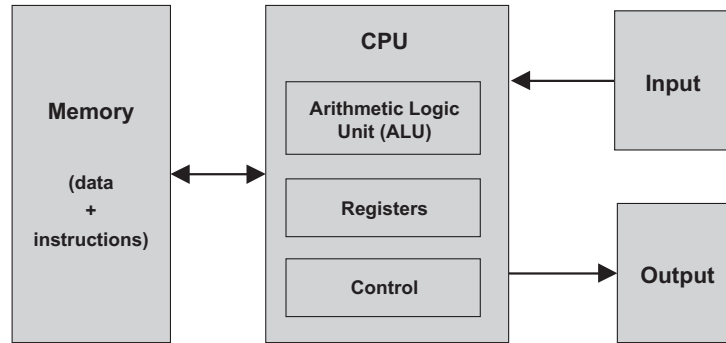 Memory
(data
+
instructions)
CPU
Arithmetic Logic
Unit (ALU)
Registers
Control
Input
Output